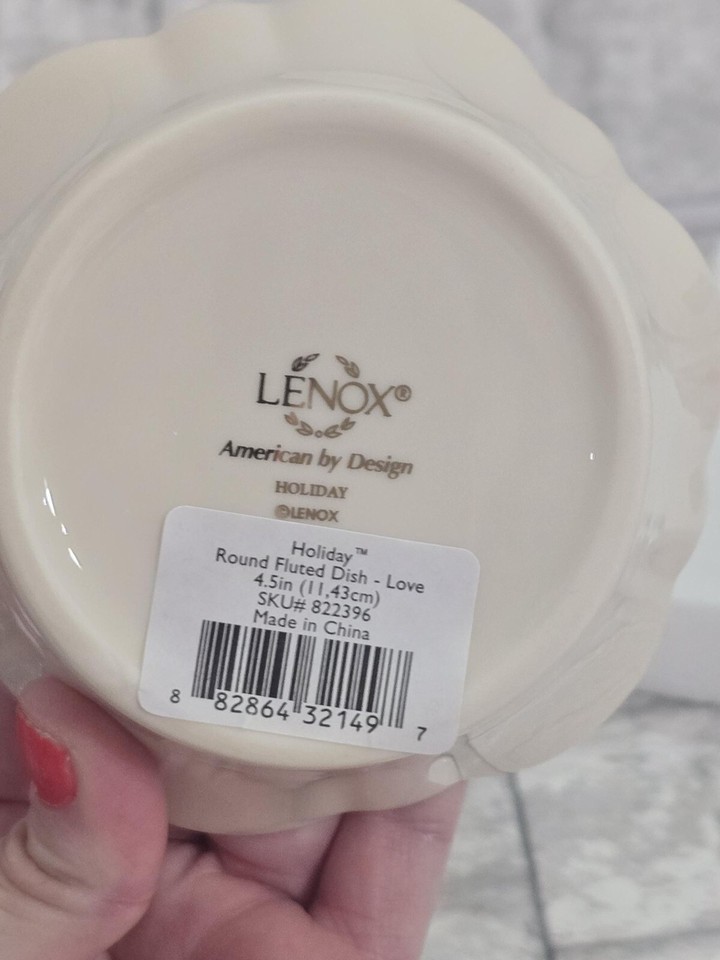 LENOX®
American by Design
HOLIDAY
©LENOX
Holiday™
Round Fluted Dish - Love
4.5in (11,43cm)
SKU# 822396
Made in China
8 82864 32149 7